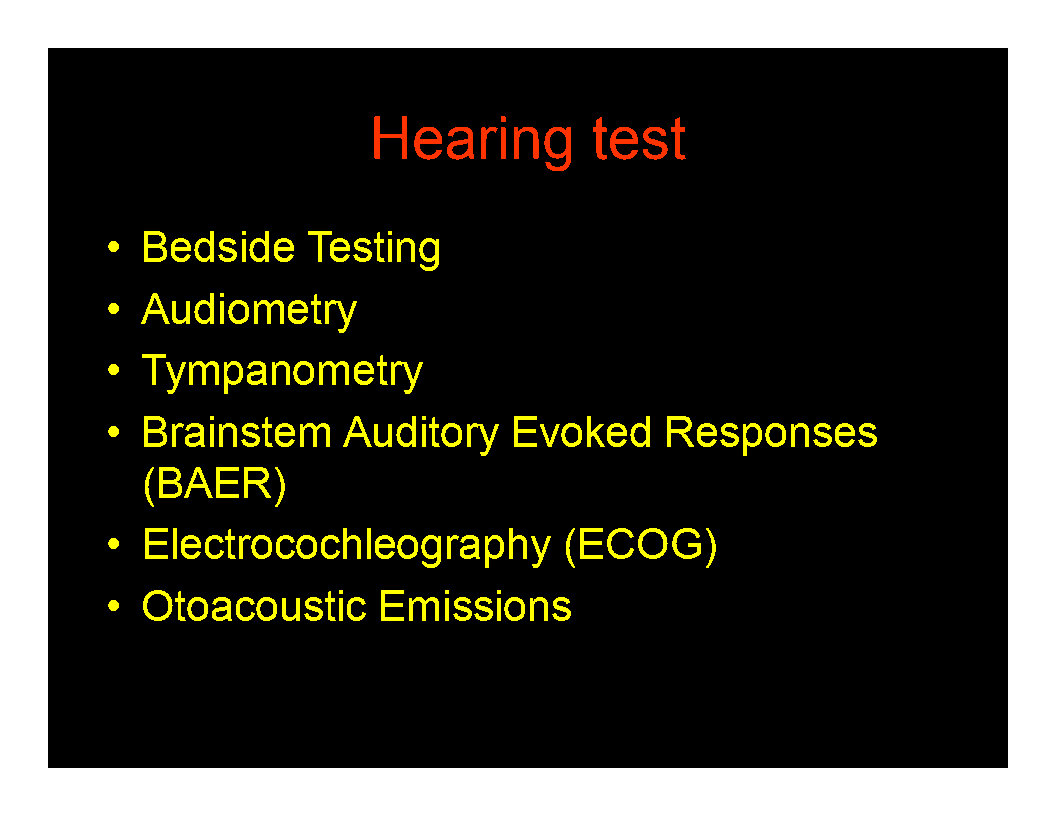 Hearing test
• Bedside Testing
• Audiometry
• Tympanometry
• Brainstem Auditory Evoked Responses
(BAER)
• Electrocochleography (ECOG)
• Otoacoustic Emissions